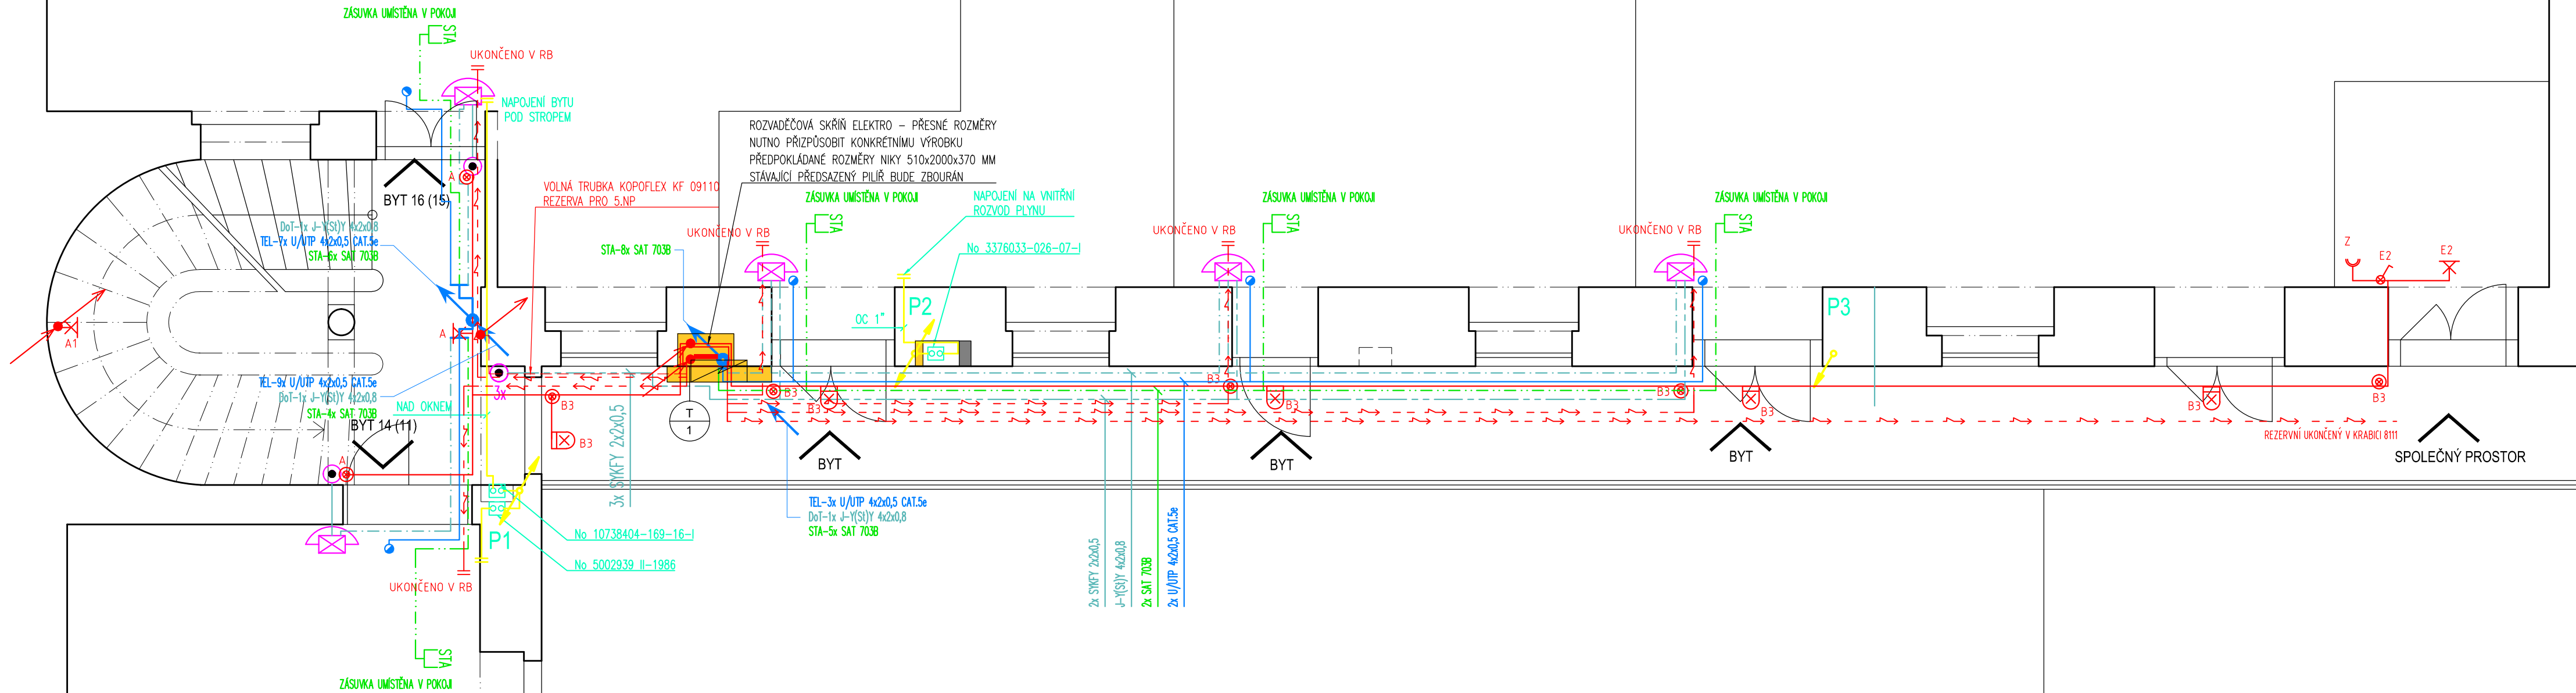 ZÁSUVKA UMÍSTĚNA V POKOJI
STA
UKONČENO V RB
NAPOJENÍ BYTU
POD STROPEM
A
BYT 16 (15)
DoT-1x J-Y(St)Y 4x2x0,8
TEL-7x U/UTP 4x2x0,5 CAT.5e
STA-6x SAT 703B
VOLNÁ TRUBKA KOPOFLEX KF 09110
REZERVA PRO 5.NP
ROZVADĚČOVÁ SKŘÍŇ ELEKTRO – PŘESNÉ ROZMĚRY
NUTNO PŘIZPŮSOBIT KONKRÉTNÍMU VÝROBKU
PŘEDPOKLÁDANÉ ROZMĚRY NIKY 510x2000x370 MM
STÁVAJÍCÍ PŘEDSAZENÝ PILÍŘ BUDE ZBOURÁN
STA-8x SAT 703B
UKONČENO V RB
ZÁSUVKA UMÍSTĚNA V POKOJI
STA
NAPOJENÍ NA VNITŘNÍ
ROZVOD PLYNU
No 3376033-026-07-I
OC 1"
P2
UKONČENO V RB
ZÁSUVKA UMÍSTĚNA V POKOJI
STA
UKONČENO V RB
ZÁSUVKA UMÍSTĚNA V POKOJI
STA
P3
Z
E2
E2
A1
A
TEL-9x U/UTP 4x2x0,5 CAT.5e
DoT-1x J-Y(St)Y 4x2x0,8
STA-4x SAT 703B
NAD OKNEM
BYT 14 (11)
A
3x
B3
B3
3x SYKFY 2x2x0,5
T
1
B3
B3
B3
B3
B3
B3
B3
B3
BYT
BYT
BYT
REZERVNÍ UKONČENÝ V KRABICI 8111
SPOLEČNÝ PROSTOR
TEL-3x U/UTP 4x2x0,5 CAT.5e
DoT-1x J-Y(St)Y 4x2x0,8
STA-5x SAT 703B
2x SYKFY 2x2x0,5
J-Y(St)Y 4x2x0,8
2x SAT 703B
2x U/UTP 4x2x0,5 CAT.5e
P1
No 10738404-169-16-I
No 5002939 II-1986
UKONČENO V RB
STA
ZÁSUVKA UMÍSTĚNA V POKOJI